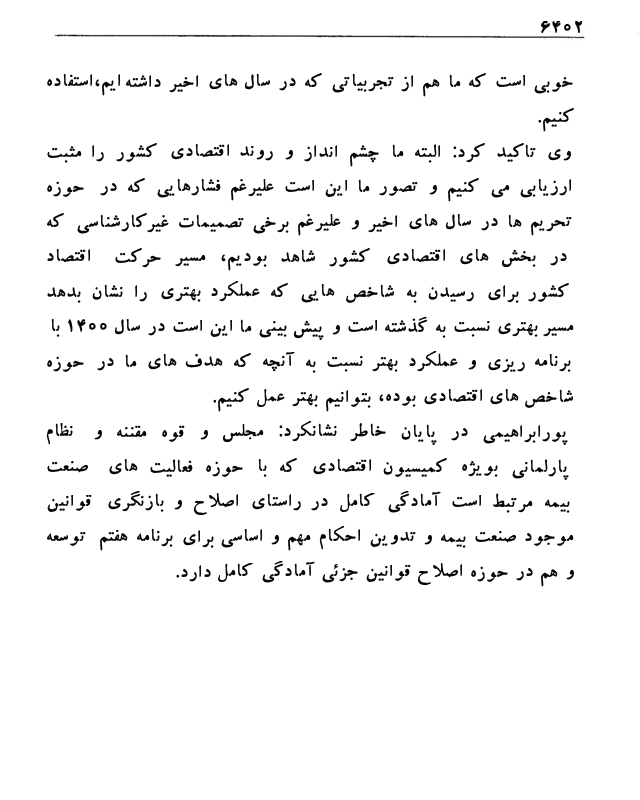 ۶۴۰۲
خوبی است که ما هم از تجربیاتی که در سال های اخیر داشته ایم،استفاده
کنیم.
وی تاکید کرد: البته ما چشم انداز و روند اقتصادی کشور را مثبت
ارزیابی می کنیم و تصور ما این است علیرغم فشارهایی که در حوزه
تحریم ها در سال های اخیر و علیرغم برخی تصمیمات غیرکارشناسی که
در بخش های اقتصادی کشور شاهد بودیم، مسیر حرکت اقتصاد
کشور برای رسیدن به شاخص هایی که عملکرد بهتری را نشان بدهد
مسیر بهتری نسبت به گذشته است و پیش بینی ما این است در سال ۱۴۰۰ با
برنامه ریزی و عملکرد بهتر نسبت به آنچه که هدف های ما در حوزه
شاخص های اقتصادی بوده، بتوانیم بهتر عمل کنیم.
پورابراهیمی در پایان خاطر نشانکرد: مجلس و قوه مقننه و نظام
پارلمانی بویژه کمیسیون اقتصادی که با حوزه فعالیت های صنعت
بیمه مرتبط است آمادگی کامل در راستای اصلاح و بازنگری قوانین
موجود صنعت بیمه و تدوین احکام مهم و اساسی برای برنامه هفتم توسعه
و هم در حوزه اصلاح قوانین جزئی آمادگی کامل دارد.